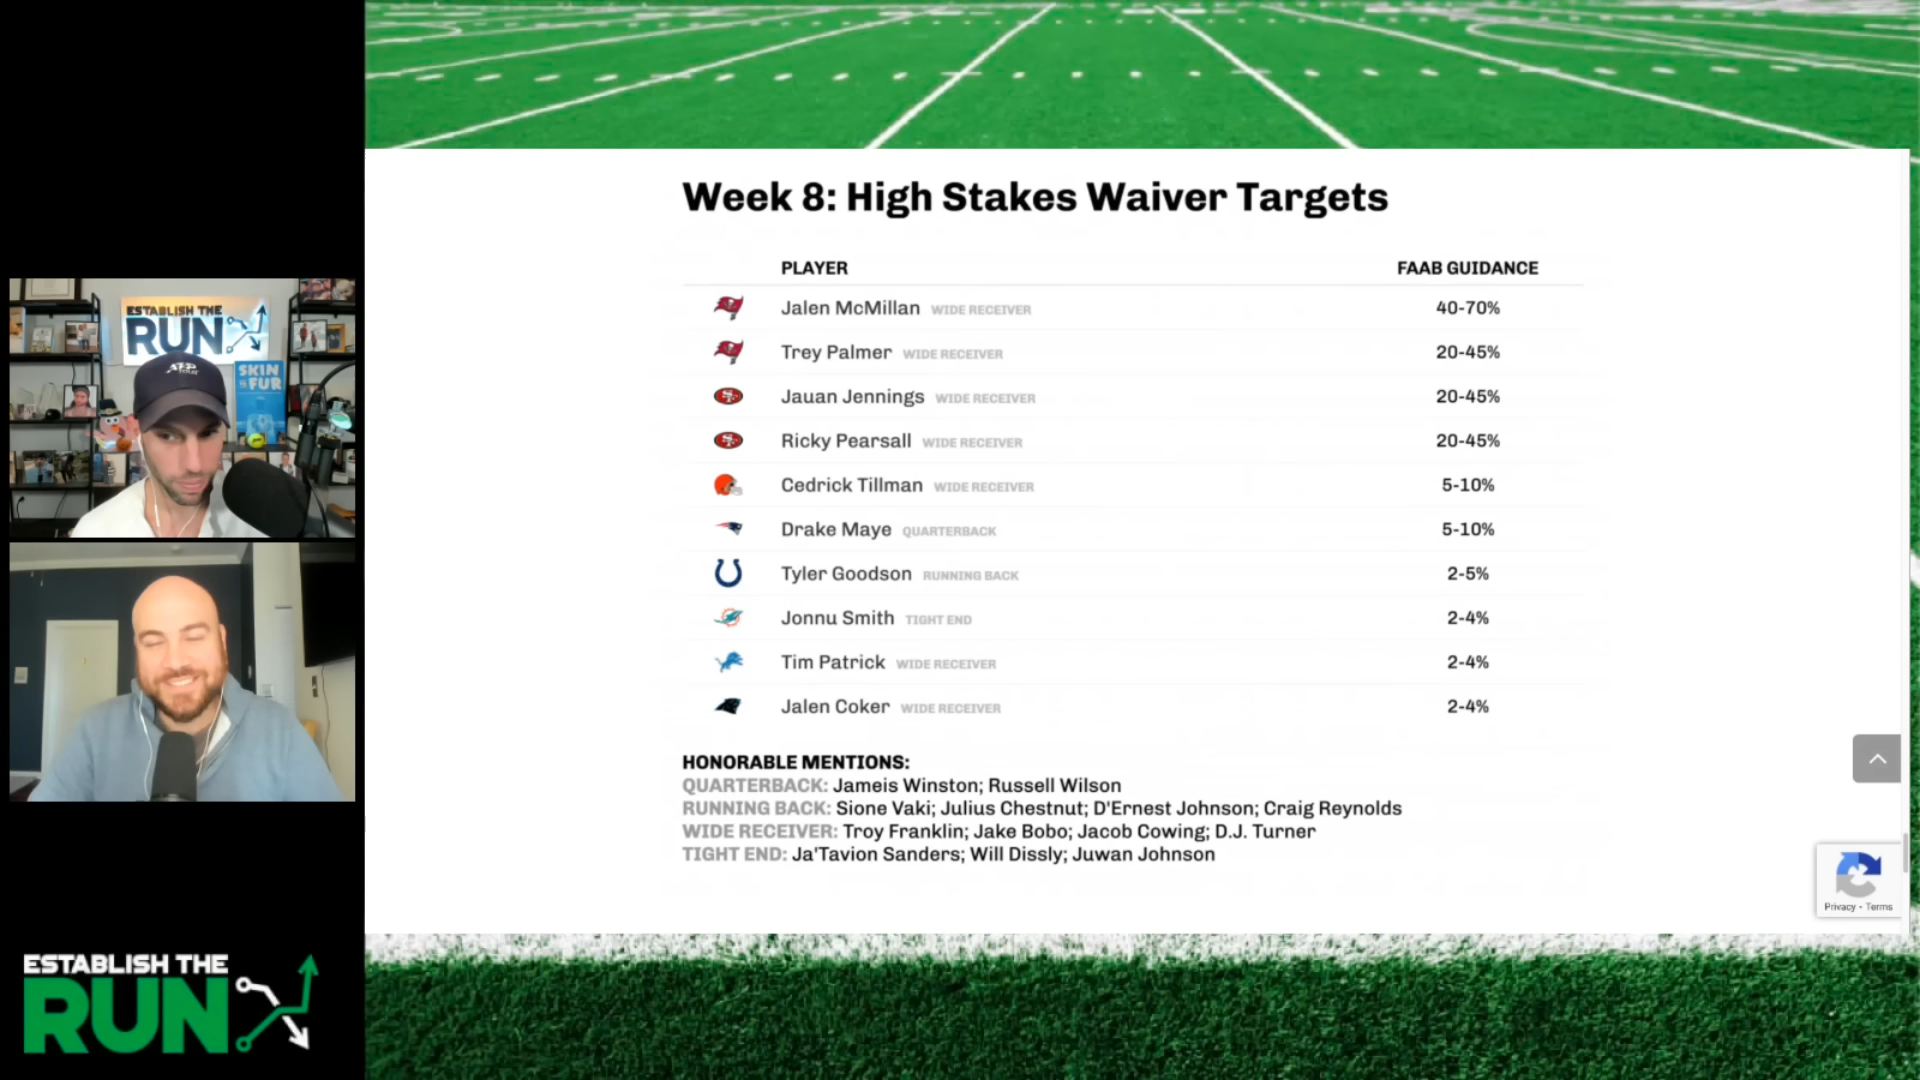 Week 8: High Stakes Waiver Targets
PLAYER FAAB GUIDANCE
Jalen McMillan WIDE RECEIVER 40-70%
Trey Palmer WIDE RECEIVER 20-45%
Jauan Jennings WIDE RECEIVER 20-45%
Ricky Pearsall WIDE RECEIVER 20-45%
Cedrick Tillman WIDE RECEIVER 5-10%
Drake Maye QUARTERBACK 5-10%
Tyler Goodson RUNNING BACK 2-5%
Jonnu Smith TIGHT END 2-4%
Tim Patrick WIDE RECEIVER 2-4%
Jalen Coker WIDE RECEIVER 2-4%
HONORABLE MENTIONS:
QUARTERBACK: Jameis Winston; Russell Wilson
RUNNING BACK: Sione Vaki; Julius Chestnut; D'Ernest Johnson; Craig Reynolds
WIDE RECEIVER: Troy Franklin; Jake Bobo; Jacob Cowing; D.J. Turner
TIGHT END: Ja'Tavion Sanders; Will Dissly; Juwan Johnson
Privacy - Terms
ESTABLISH THE
RUN
SKIN
FUR
ATP
TOUR
ESTABLISH THE
RUN